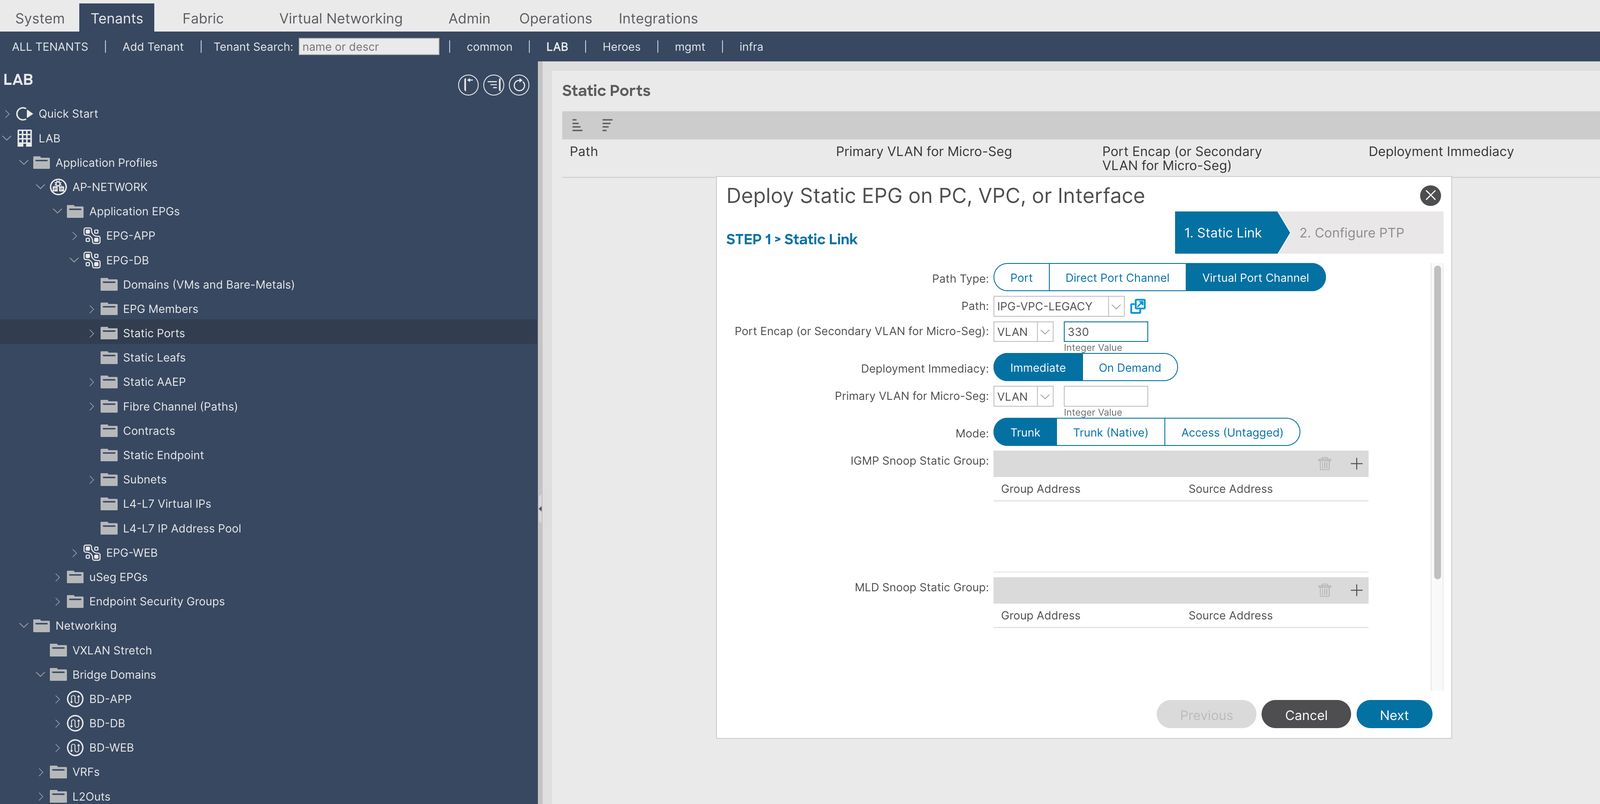 System Tenants Fabric Virtual Networking Admin Operations Integrations
ALL TENANTS | Add Tenant | Tenant Search: name or descr | common | LAB | Heroes | mgmt | infra
LAB
Quick Start
LAB
Application Profiles
AP-NETWORK
Application EPGs
EPG-APP
EPG-DB
Domains (VMs and Bare-Metals)
EPG Members
Static Ports
Static Leafs
Static AAEP
Fibre Channel (Paths)
Contracts
Static Endpoint
Subnets
L4-L7 Virtual IPs
L4-L7 IP Address Pool
EPG-WEB
uSeg EPGs
Endpoint Security Groups
Networking
VXLAN Stretch
Bridge Domains
BD-APP
BD-DB
BD-WEB
VRFs
L2Outs
Static Ports
Path Primary VLAN for Micro-Seg Port Encap (or Secondary Deployment Immediacy
VLAN for Micro-Seg)
Deploy Static EPG on PC, VPC, or Interface
STEP 1 > Static Link 1. Static Link 2. Configure PTP
Path Type: Port Direct Port Channel Virtual Port Channel
Path: IPG-VPC-LEGACY
Port Encap (or Secondary VLAN for Micro-Seg): VLAN 330
Integer Value
Deployment Immediacy: Immediate On Demand
Primary VLAN for Micro-Seg: VLAN
Integer Value
Mode: Trunk Trunk (Native) Access (Untagged)
IGMP Snoop Static Group:
Group Address Source Address
MLD Snoop Static Group:
Group Address Source Address
Previous Cancel Next